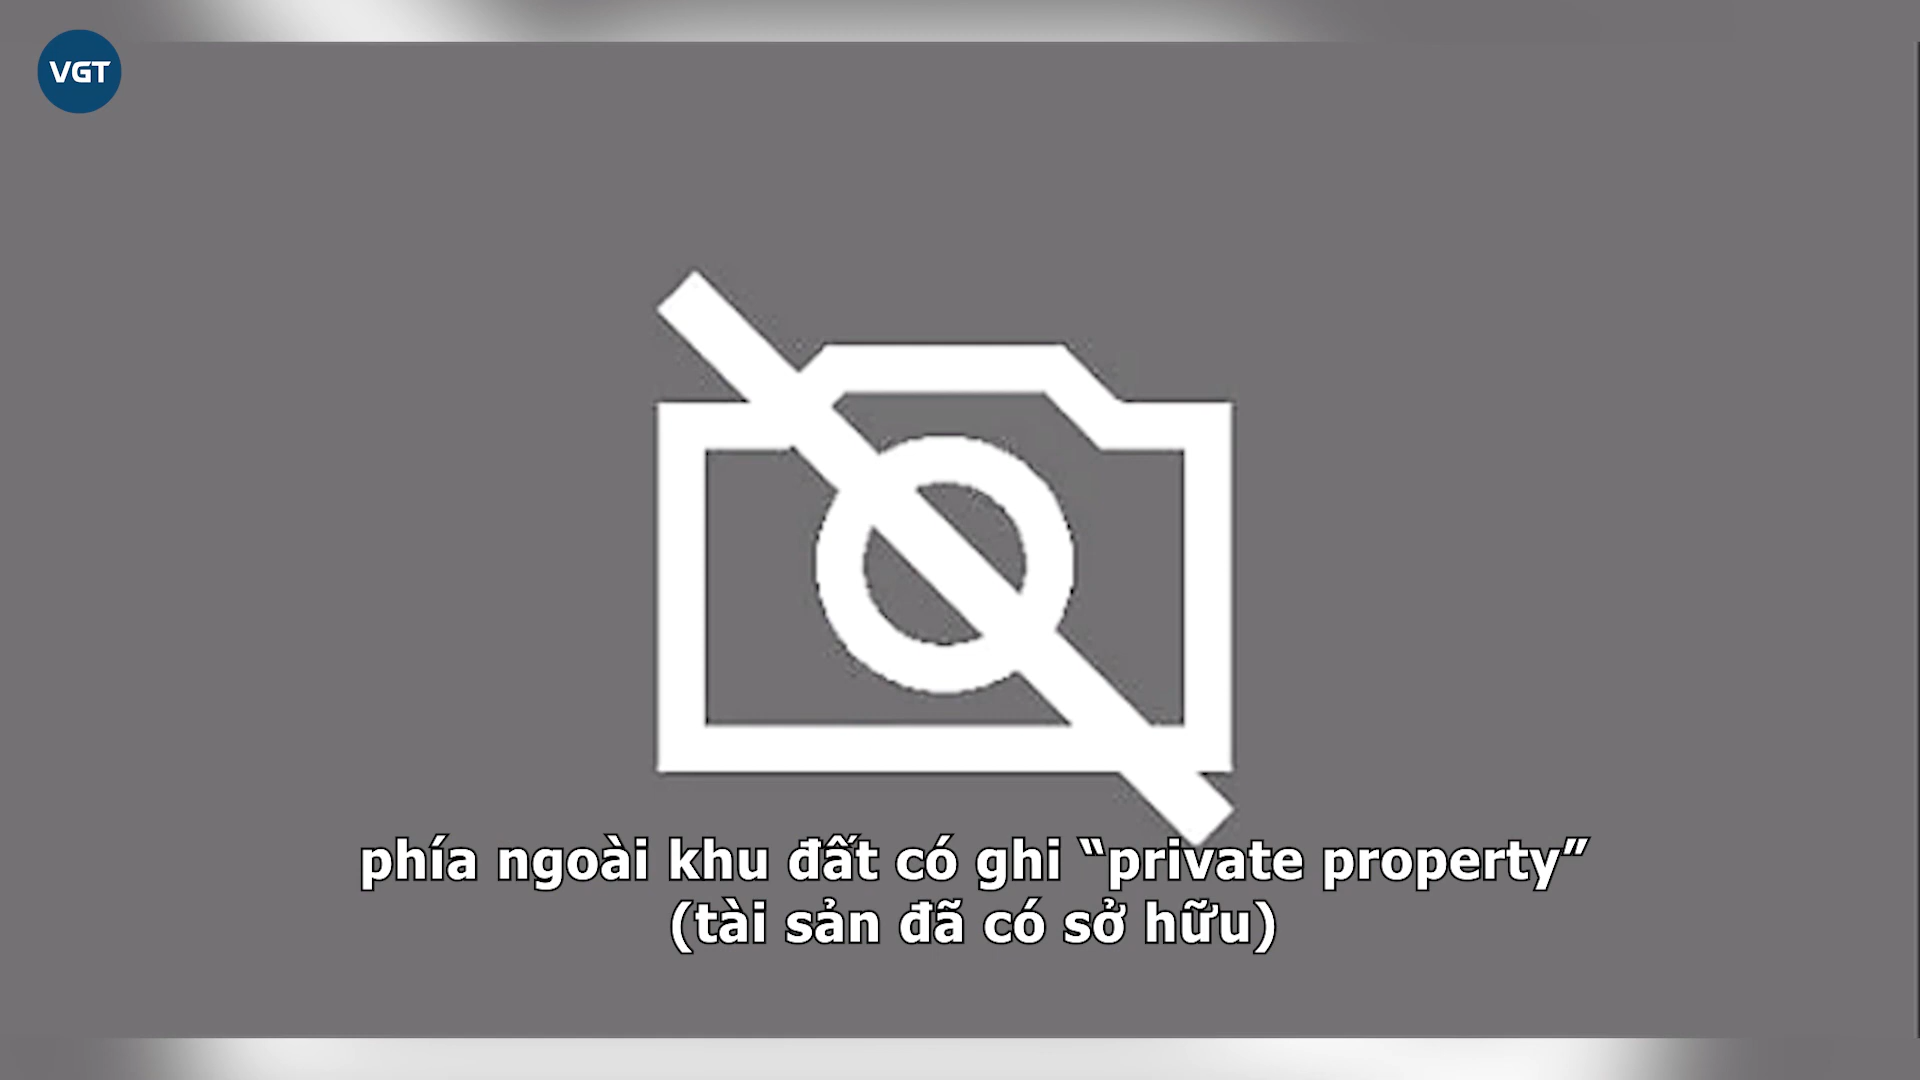 VGT
phía ngoài khu đất có ghi “private property”
(tài sản đã có sở hữu)